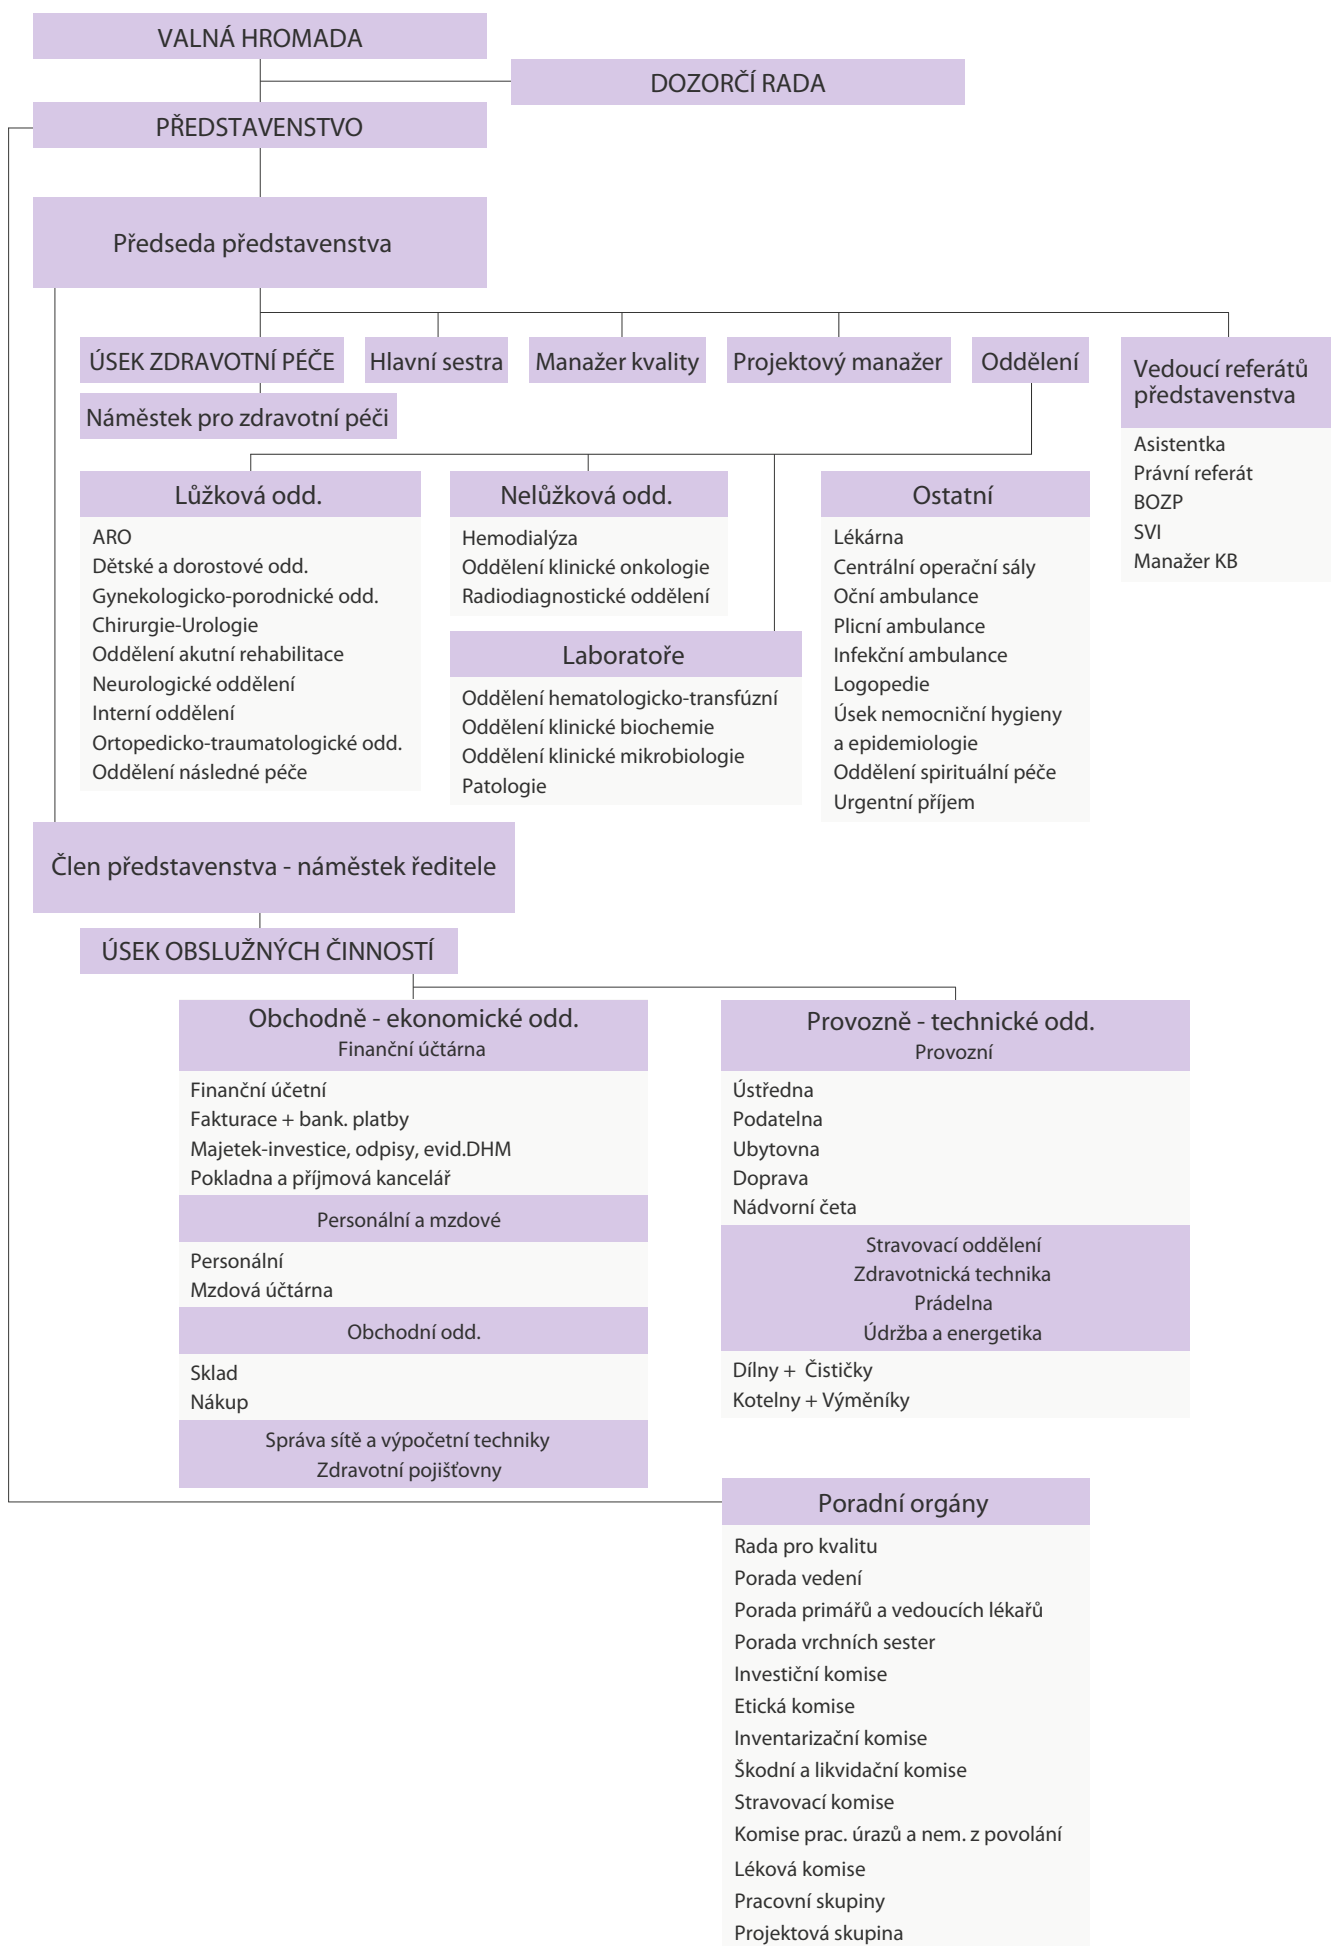 VALNÁ HROMADA
DOZORČÍ RADA
PŘEDSTAVENSTVO
Předseda představenstva
ÚSEK ZDRAVOTNÍ PÉČE
Hlavní sestra
Manažer kvality
Projektový manažer
Oddělení
Vedoucí referátů
představenstva
Náměstek pro zdravotní péči
Asistentka
Právní referát
BOZP
SVI
Manažer KB
Lůžková odd.
ARO
Dětské a dorostové odd.
Gynekologicko-porodnické odd.
Chirurgie-Urologie
Oddělení akutní rehabilitace
Neurologické oddělení
Interní oddělení
Ortopedicko-traumatologické odd.
Oddělení následné péče
Nelůžková odd.
Hemodialýza
Oddělení klinické onkologie
Radiodiagnostické oddělení
Laboratoře
Oddělení hematologicko-transfúzní
Oddělení klinické biochemie
Oddělení klinické mikrobiologie
Patologie
Ostatní
Lékárna
Centrální operační sály
Oční ambulance
Plicní ambulance
Infekční ambulance
Logopedie
Úsek nemocniční hygieny
a epidemiologie
Oddělení spirituální péče
Urgentní příjem
Člen představenstva - náměstek ředitele
ÚSEK OBSLUŽNÝCH ČINNOSTÍ
Obchodně - ekonomické odd.
Finanční účtárna
Finanční účetní
Fakturace + bank. platby
Majetek-investice, odpisy, evid.DHM
Pokladna a příjmová kancelář
Personální a mzdové
Personální
Mzdová účtárna
Obchodní odd.
Sklad
Nákup
Správa sítě a výpočetní techniky
Zdravotní pojišťovny
Provozně - technické odd.
Provozní
Ústředna
Podatelna
Ubytovna
Doprava
Nádvorní četa
Stravovací oddělení
Zdravotnická technika
Prádelna
Údržba a energetika
Dílny + Čističky
Kotelny + Výměníky
Poradní orgány
Rada pro kvalitu
Porada vedení
Porada primářů a vedoucích lékařů
Porada vrchních sester
Investiční komise
Etická komise
Inventarizační komise
Škodní a likvidační komise
Stravovací komise
Komise prac. úrazů a nem. z povolání
Léková komise
Pracovní skupiny
Projektová skupina